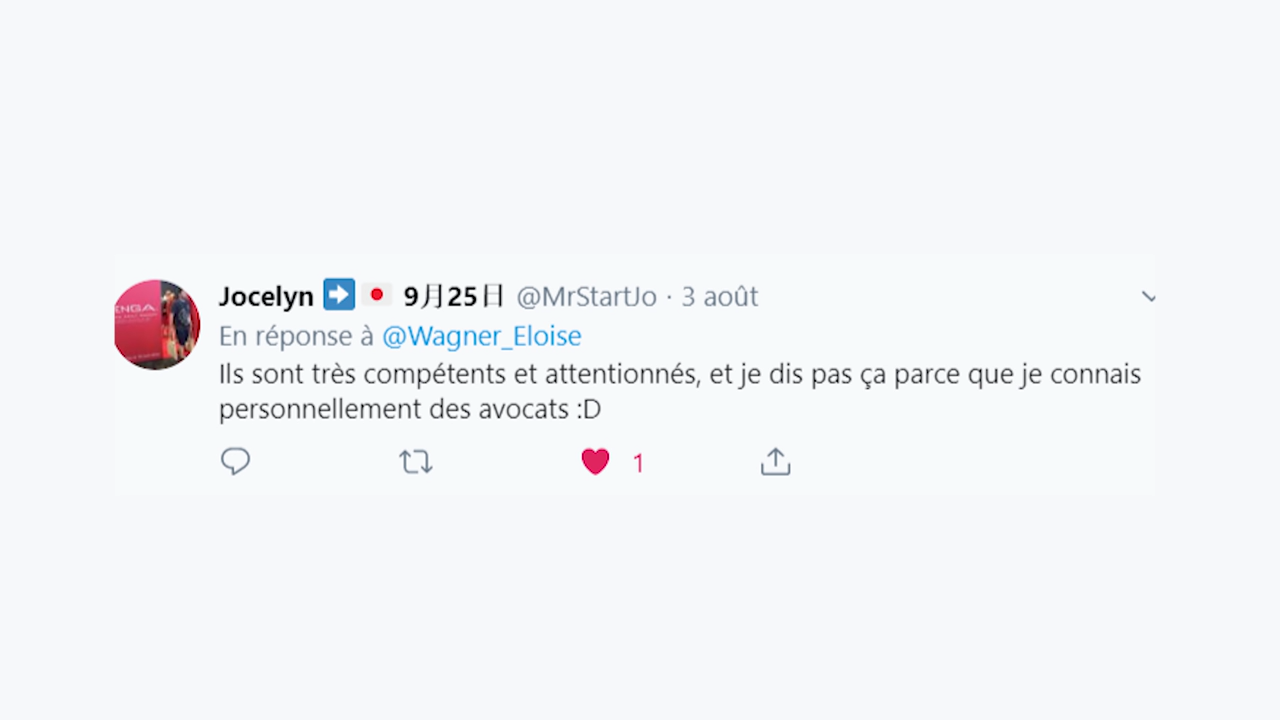 Jocelyn ➡️ 🇯🇵 9月25日 @MrStartJo · 3 août
En réponse à @Wagner_Eloise
Ils sont très compétents et attentionnés, et je dis pas ça parce que je connais
personnellement des avocats :D
1